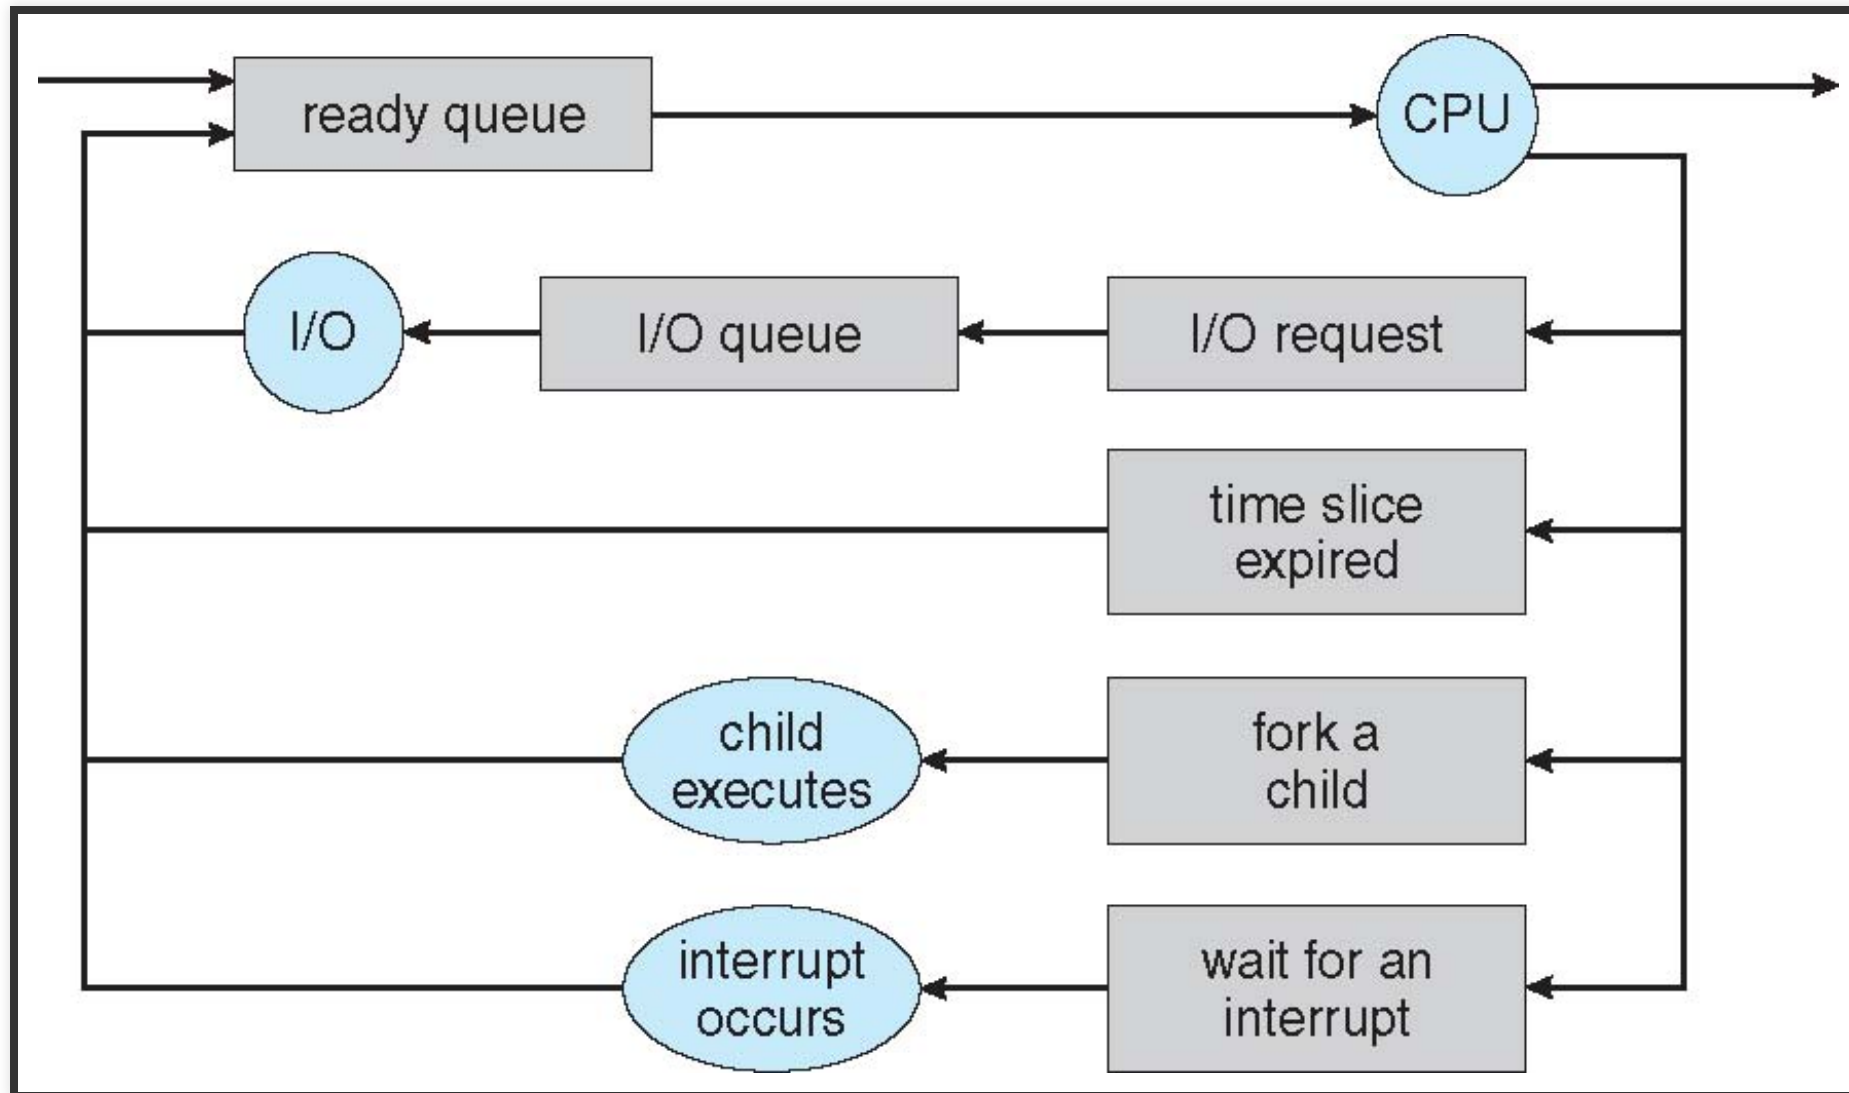 ready queue
CPU
I/O
I/O queue
I/O request
time slice
expired
child
executes
fork a
child
interrupt
occurs
wait for an
interrupt